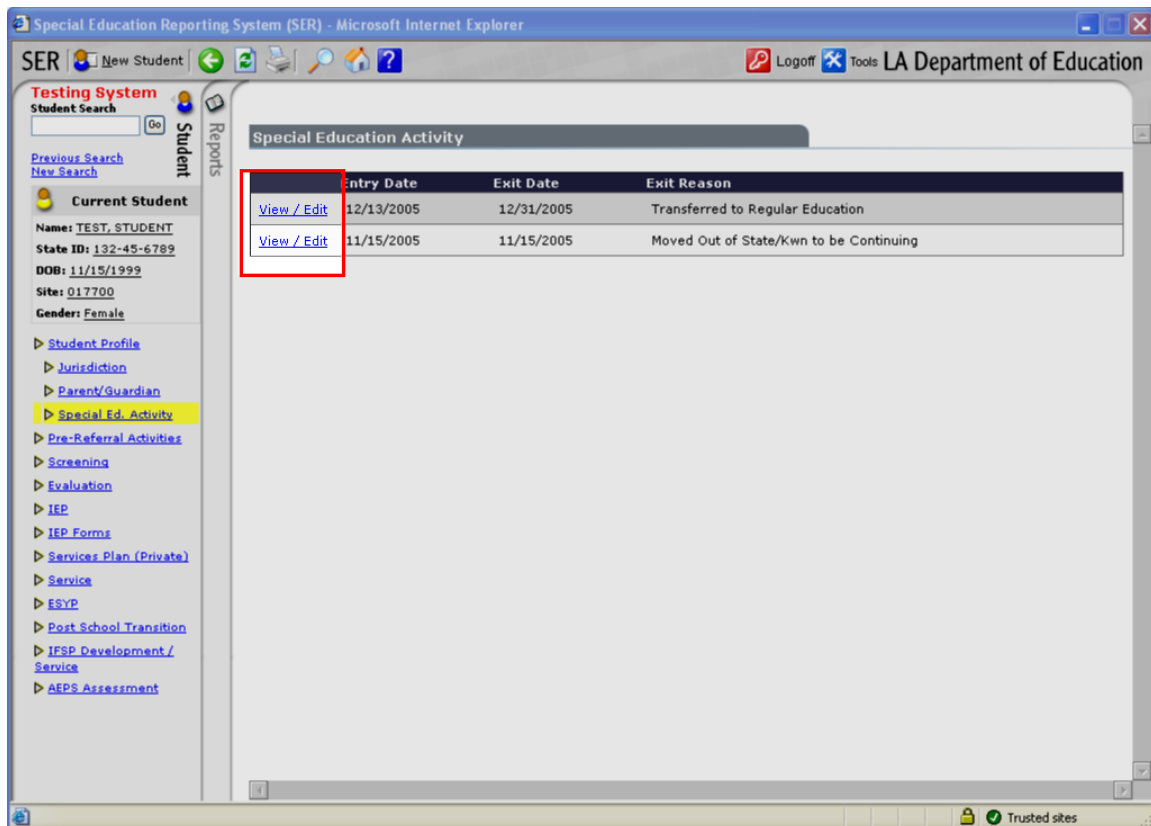 Special Education Reporting System (SER) - Microsoft Internet Explorer
SER New Student Logoff Tools LA Department of Education
Testing System
Student Search
Go
Previous Search
New Search
Student
Reports
Current Student
Name: TEST, STUDENT
State ID: 132-45-6789
DOB: 11/15/1999
Site: 017700
Gender: Female
Student Profile
Jurisdiction
Parent/Guardian
Special Ed. Activity
Pre-Referral Activities
Screening
Evaluation
IEP
IEP Forms
Services Plan (Private)
Service
ESYP
Post School Transition
IFSP Development /
Service
AEPS Assessment
Special Education Activity
Entry Date Exit Date Exit Reason
View / Edit 12/13/2005 12/31/2005 Transferred to Regular Education
View / Edit 11/15/2005 11/15/2005 Moved Out of State/Kwn to be Continuing
Trusted sites